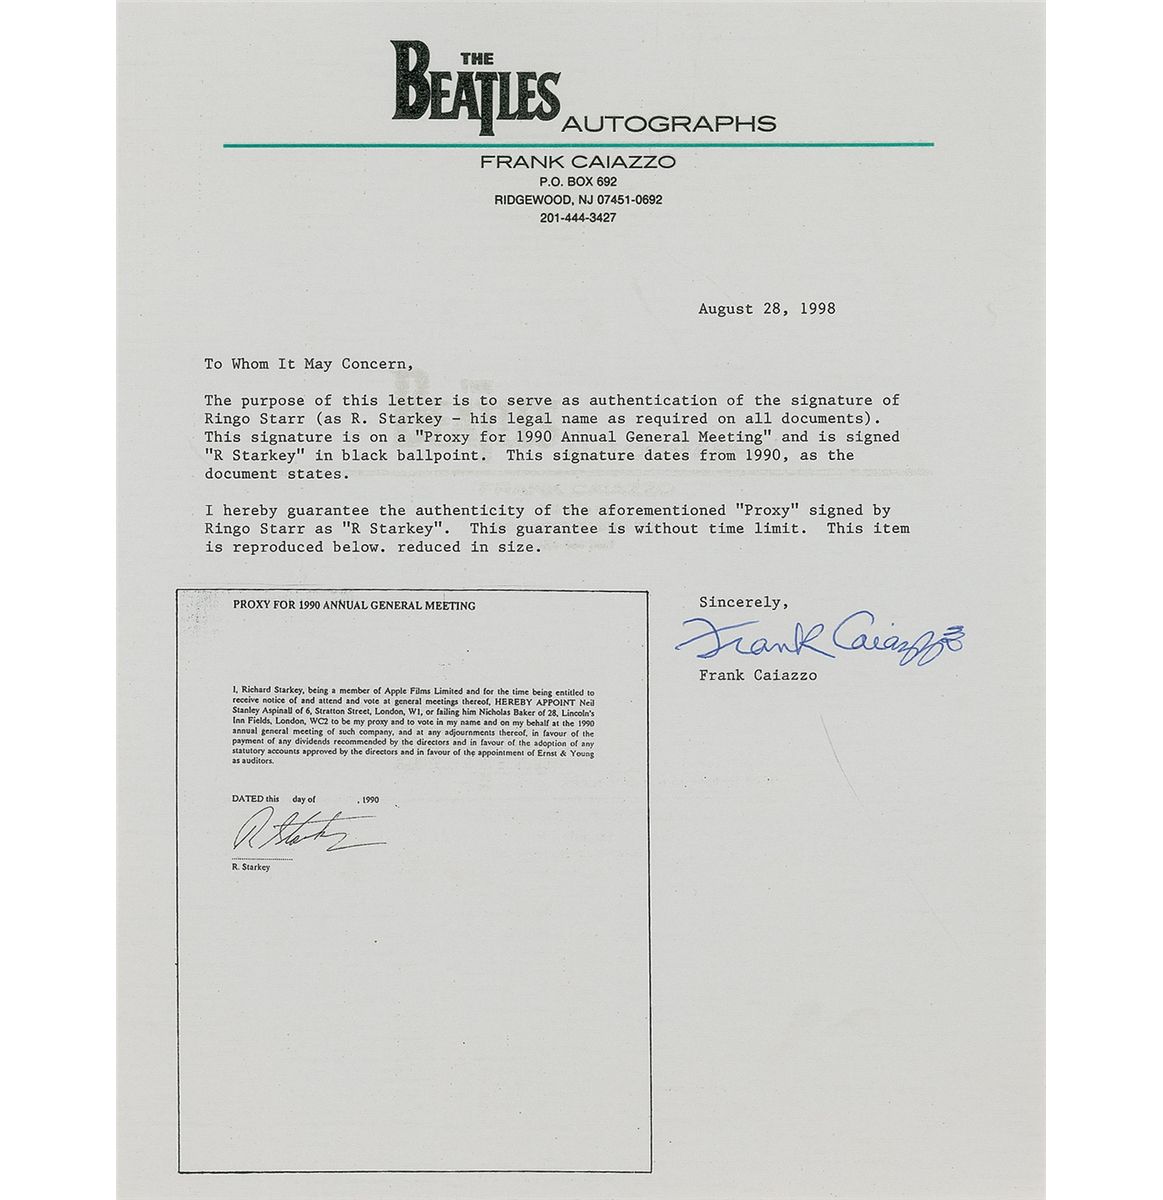 THE
BEATLES
AUTOGRAPHS
FRANK CAIAZZO
P.O. BOX 692
RIDGEWOOD, NJ 07451-0692
201-444-3427
August 28, 1998
To Whom It May Concern,
The purpose of this letter is to serve as authentication of the signature of
Ringo Starr (as R. Starkey - his legal name as required on all documents).
This signature is on a "Proxy for 1990 Annual General Meeting" and is signed
"R Starkey" in black ballpoint.  This signature dates from 1990, as the
document states.
I hereby guarantee the authenticity of the aforementioned "Proxy" signed by
Ringo Starr as "R Starkey".  This guarantee is without time limit.  This item
is reproduced below. reduced in size.
Sincerely,
Frank Caiazzo
Frank Caiazzo
PROXY FOR 1990 ANNUAL GENERAL MEETING
I, Richard Starkey, being a member of Apple Films Limited and for the time being entitled to
receive notice of and attend and vote at general meetings thereof, HEREBY APPOINT Neil
Stanley Aspinall of 6, Stratton Street, London, W1, or failing him Nicholas Baker of 28, Lincoln's
Inn Fields, London, WC2 to be my proxy and to vote in my name and on my behalf at the 1990
annual general meeting of such company, and at any adjournments thereof, in favour of the
payment of any dividends recommended by the directors and in favour of the adoption of any
statutory accounts approved by the directors and in favour of the appointment of Ernst & Young
as auditors.
DATED this    day of          , 1990
R Starkey
R. Starkey